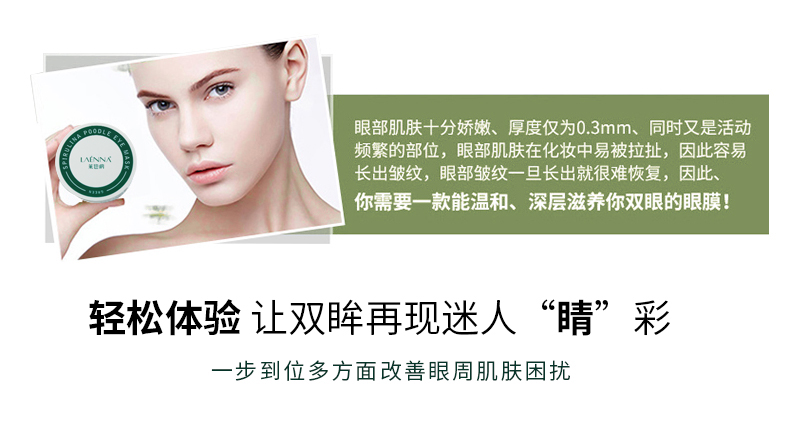 SPIRULINA POODLE EYE MASK
LAËNNA
眼部肌肤十分娇嫩、厚度仅为0.3mm、同时又是活动
频繁的部位，眼部肌肤在化妆中易被拉扯，因此容易
长出皱纹，眼部皱纹一旦长出就很难恢复，因此、
你需要一款能温和、深层滋养你双眼的眼膜！
轻松体验 让双眸再现迷人“睛”彩
一步到位多方面改善眼周肌肤困扰